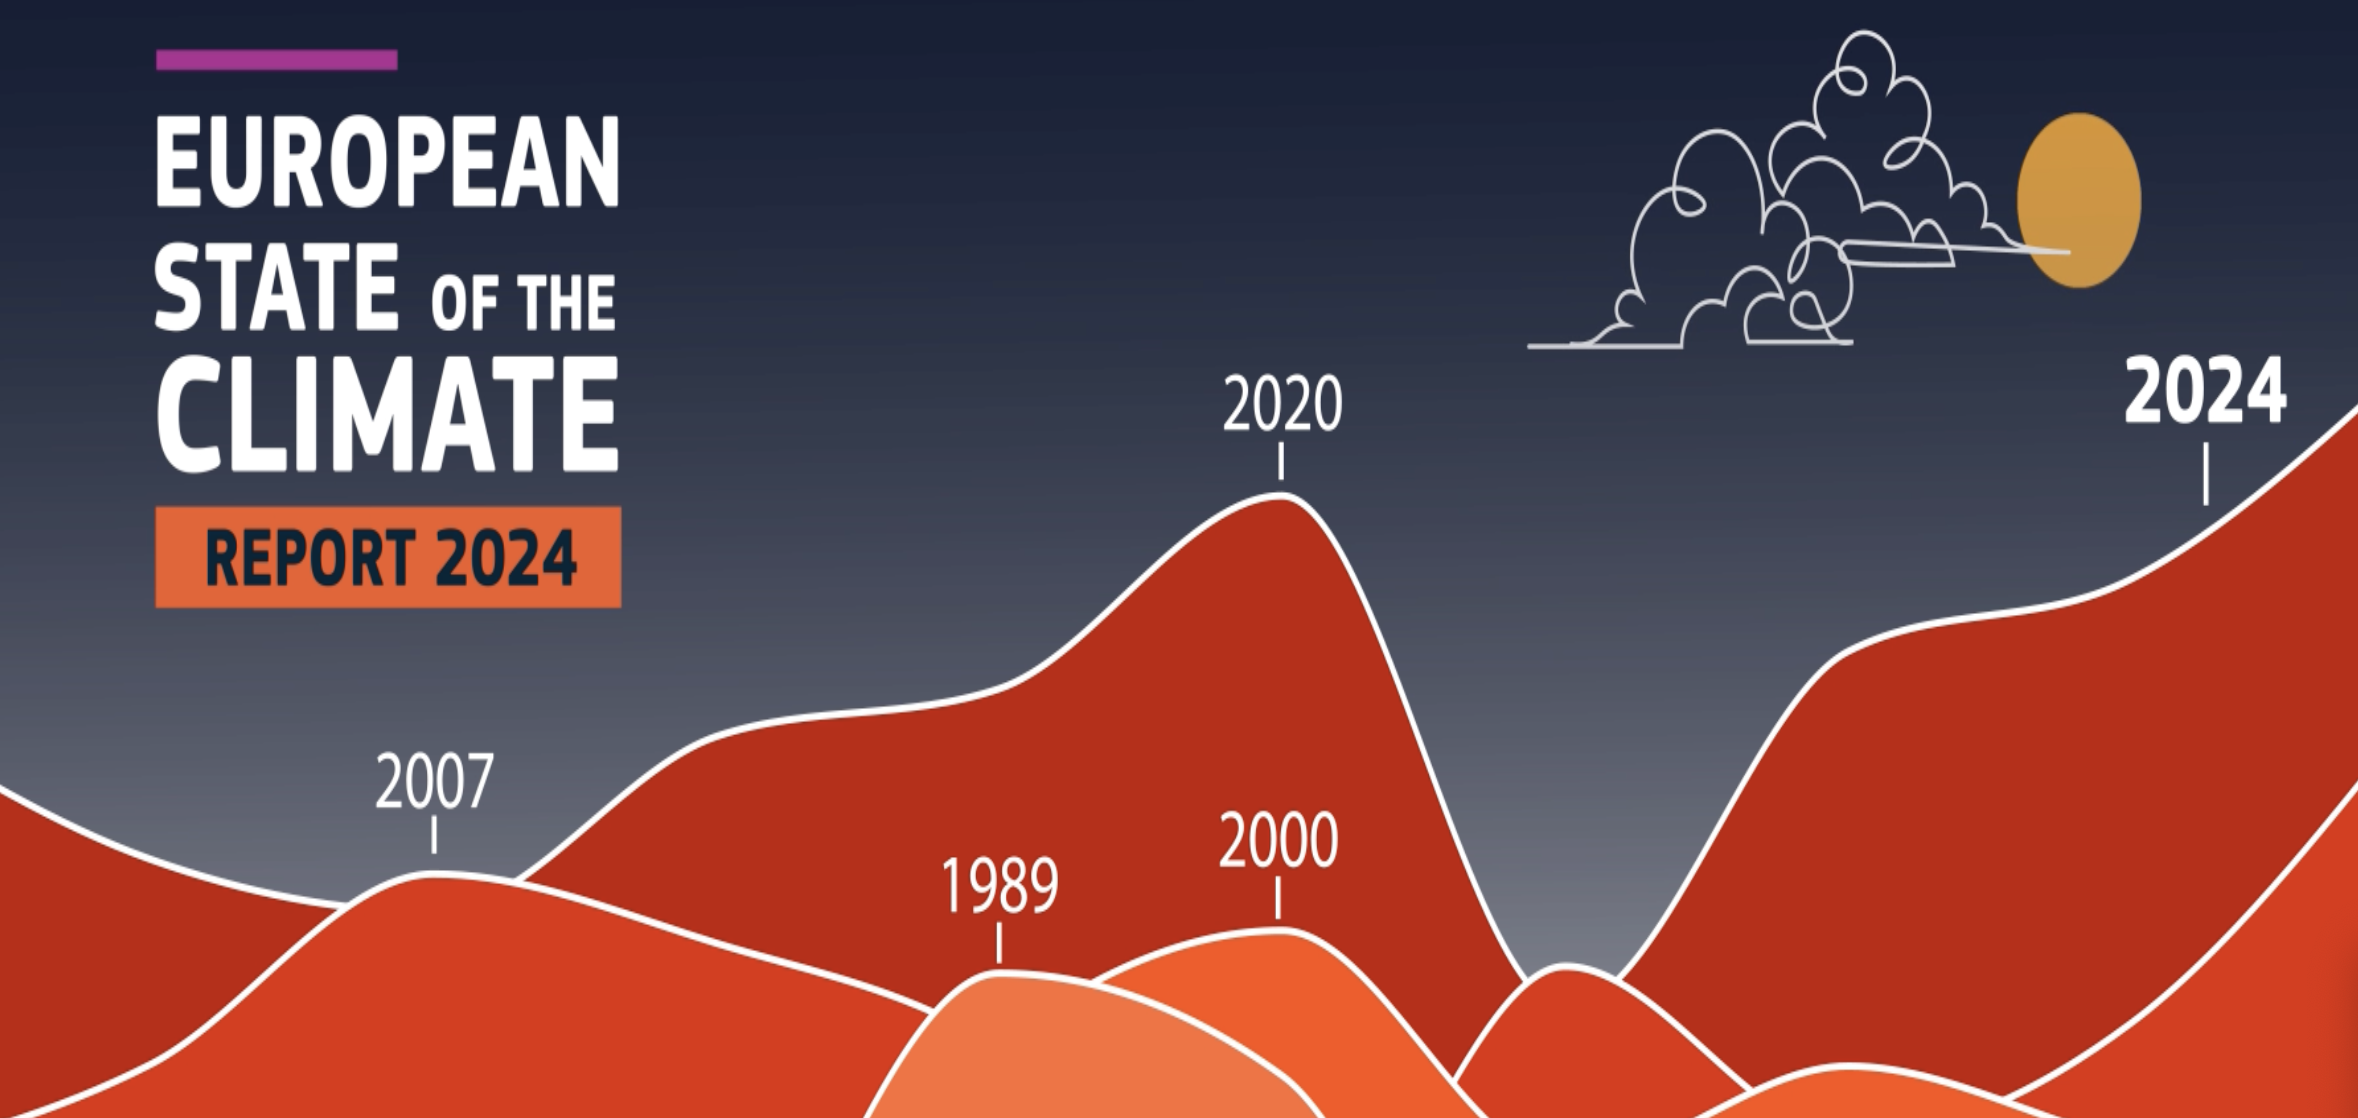 EUROPEAN
STATE OF THE
CLIMATE
REPORT 2024
2020
2024
2007
1989
2000